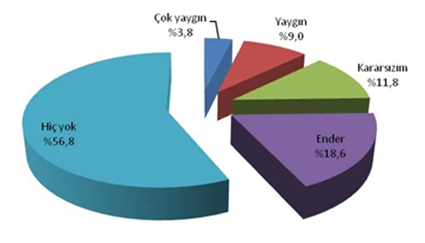 Çok yaygın
%3,8
Yaygın
%9,0
Kararsızım
%11,8
Ender
%18,6
Hiç yok
%56,8